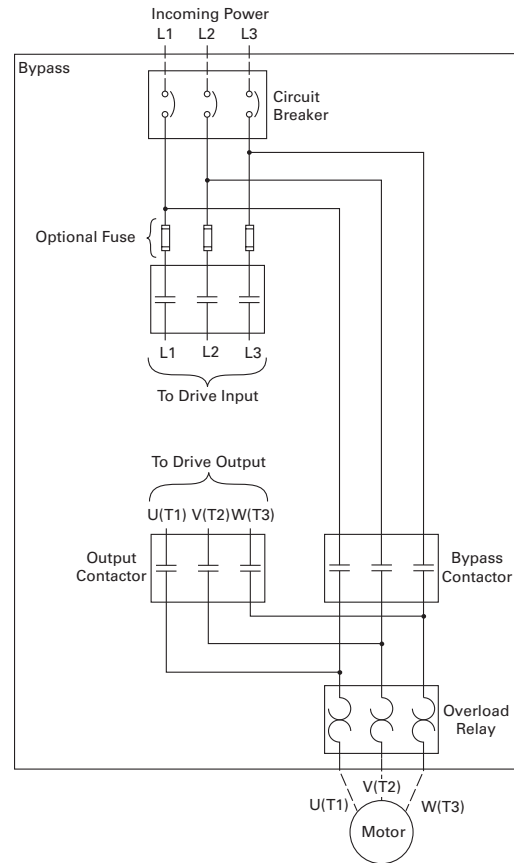 Incoming Power
L1 L2 L3
Bypass
Circuit
Breaker
Optional Fuse
L1 L2 L3
To Drive Input
To Drive Output
U(T1) V(T2) W(T3)
Output
Contactor
Bypass
Contactor
Overload
Relay
V(T2)
U(T1) W(T3)
Motor